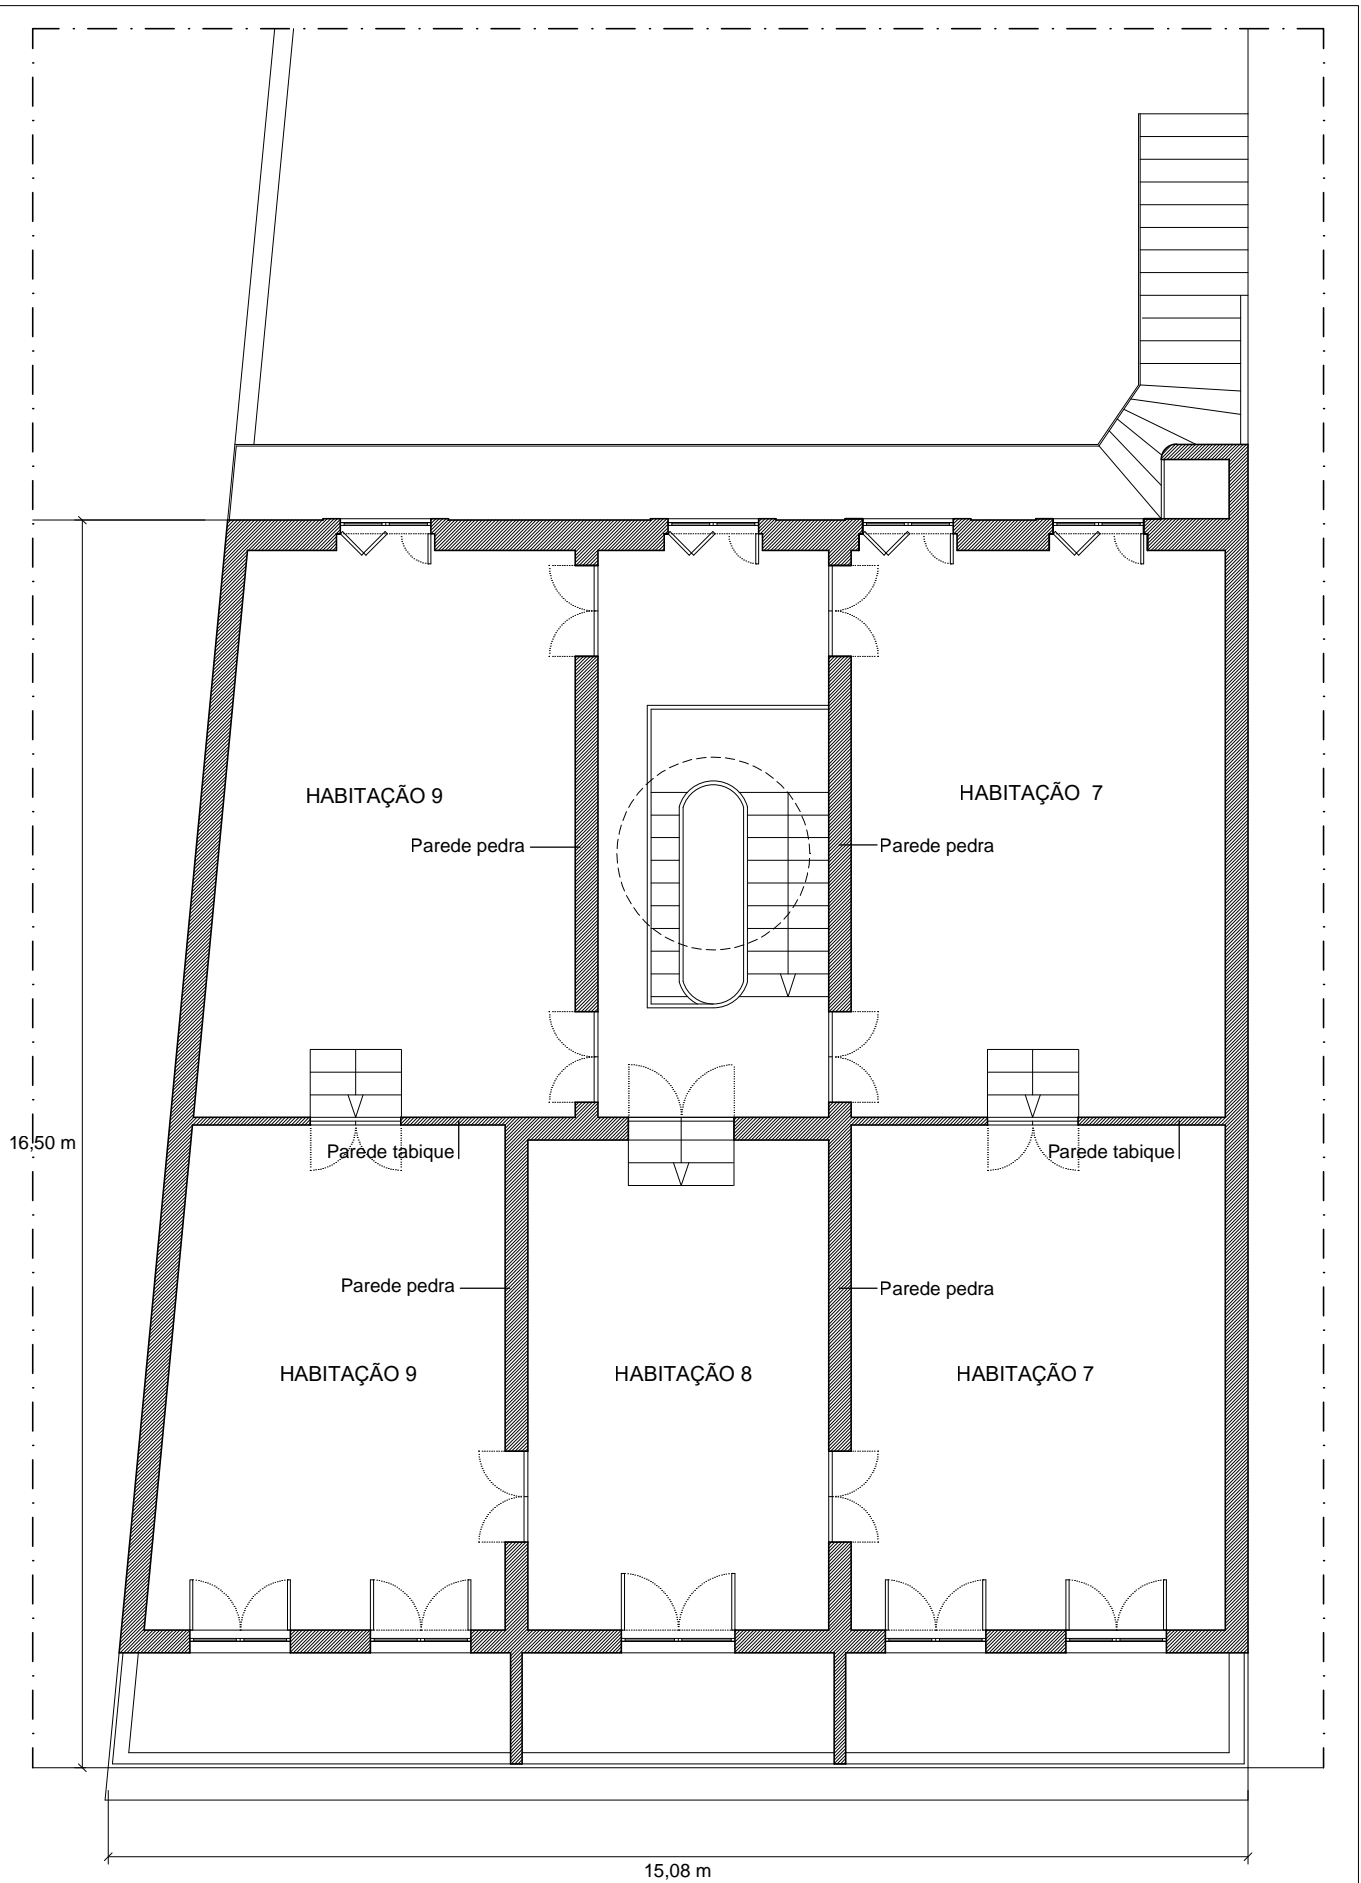 HABITAÇÃO 9
HABITAÇÃO  7
Parede pedra
Parede pedra
16,50 m
Parede tabique
Parede tabique
Parede pedra
Parede pedra
HABITAÇÃO 9
HABITAÇÃO 8
HABITAÇÃO 7
15,08 m